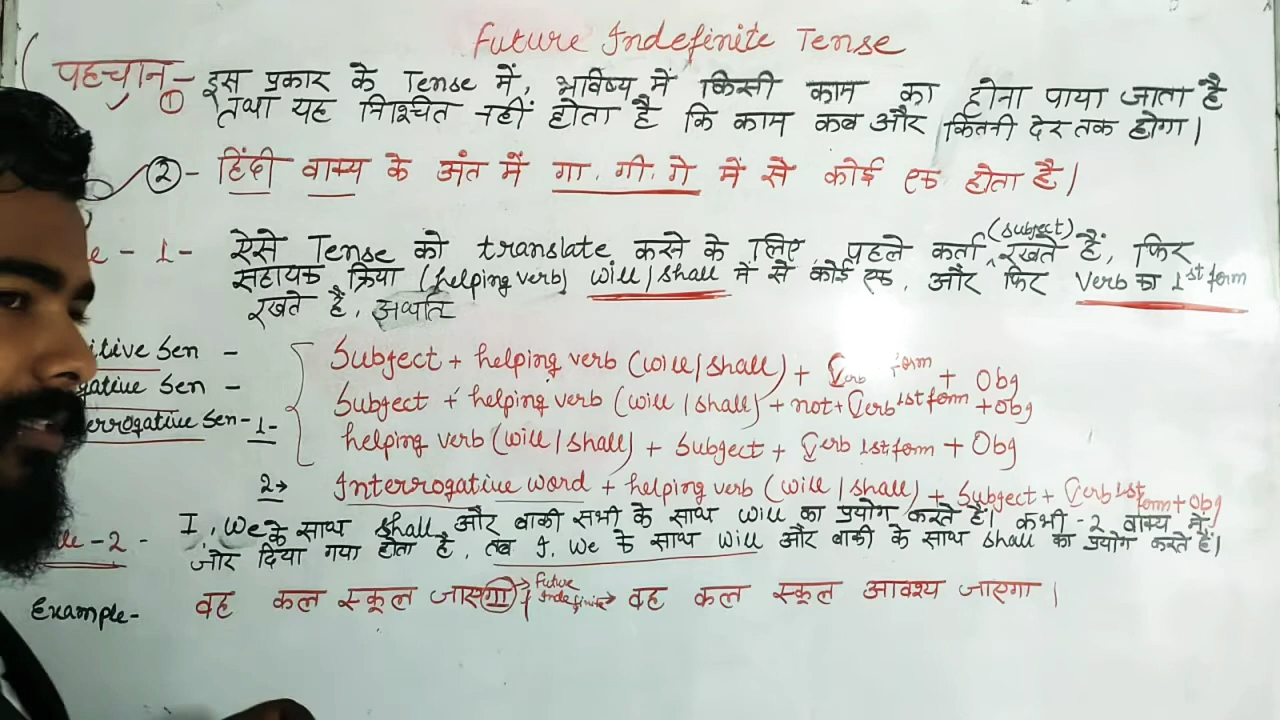 Future Indefinite Tense
पहचान - ① इस प्रकार के Tense में, भविष्य में किसी काम का होना पाया जाता है
तथा यह निश्चित नहीं होता है कि काम कब और कितनी देर तक होगा।
② - हिंदी वाक्य के अंत में गा. गी. गे में से कोई एक होता है।
- 1 - ऐसे Tense को translate करने के लिए पहले कर्ता (subject) रखते हैं, फिर
सहायक क्रिया (helping verb) will/shall में से कोई एक, और फिर Verb का 1st form
रखते हैं, अर्थात
itive Sen - Subject + helping verb (will/shall) + Verb form + Obj
gative Sen - Subject + helping verb (will/shall) + not + Verb 1st form + Obj
errogative Sen - 1 - helping verb (will/shall) + Subject + Verb 1st form + Obj
2→ Interrogative word + helping verb (will/shall) + Subject + Verb 1st form + Obj
I, We के साथ shall और बाकी सभी के साथ will का प्रयोग करते हैं। कभी-2 वाक्य में
- 2 - जोर दिया गया होता है, तब I, We के साथ will और बाकी के साथ shall का प्रयोग करते हैं।
Example - वह कल स्कूल जाएगा। → Future Indefinite → वह कल स्कूल आवश्य जाएगा।